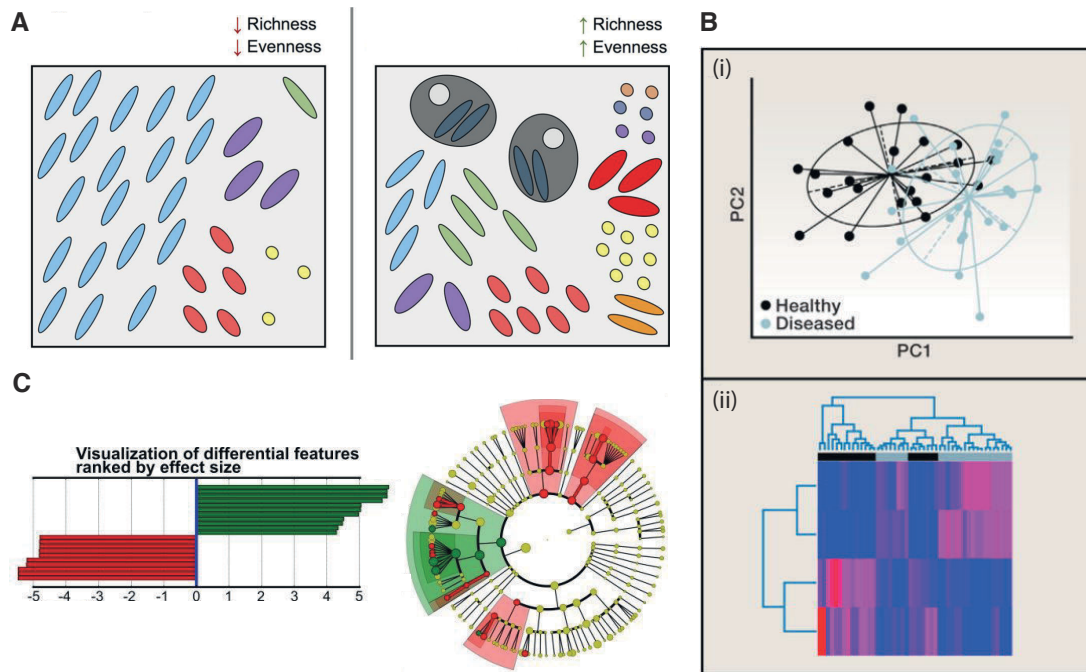 A
↓ Richness
↓ Evenness
↑ Richness
↑ Evenness
B
(i)
PC2
Healthy
Diseased
PC1
(ii)
C
Visualization of differential features
ranked by effect size
-5 -4 -3 -2 -1 0 1 2 3 4 5